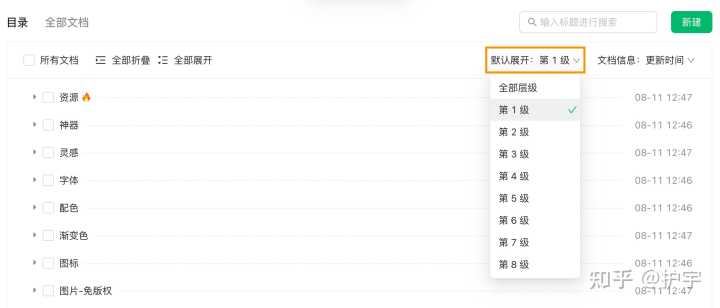 目录 全部文档 输入标题进行搜索 新建
所有文档 全部折叠 全部展开 默认展开：第 1 级 文档信息：更新时间
全部层级
资源🔥 08-11 12:47
第 1 级
神器 08-11 12:46
第 2 级
灵感 08-11 12:47
第 3 级
字体 08-11 12:46
第 4 级
配色 08-11 12:46
第 5 级
第 6 级
渐变色 08-11 12:47
第 7 级
图标 08-11 12:46
第 8 级
图片-免版权 08-11 12:46
知乎 @护宇